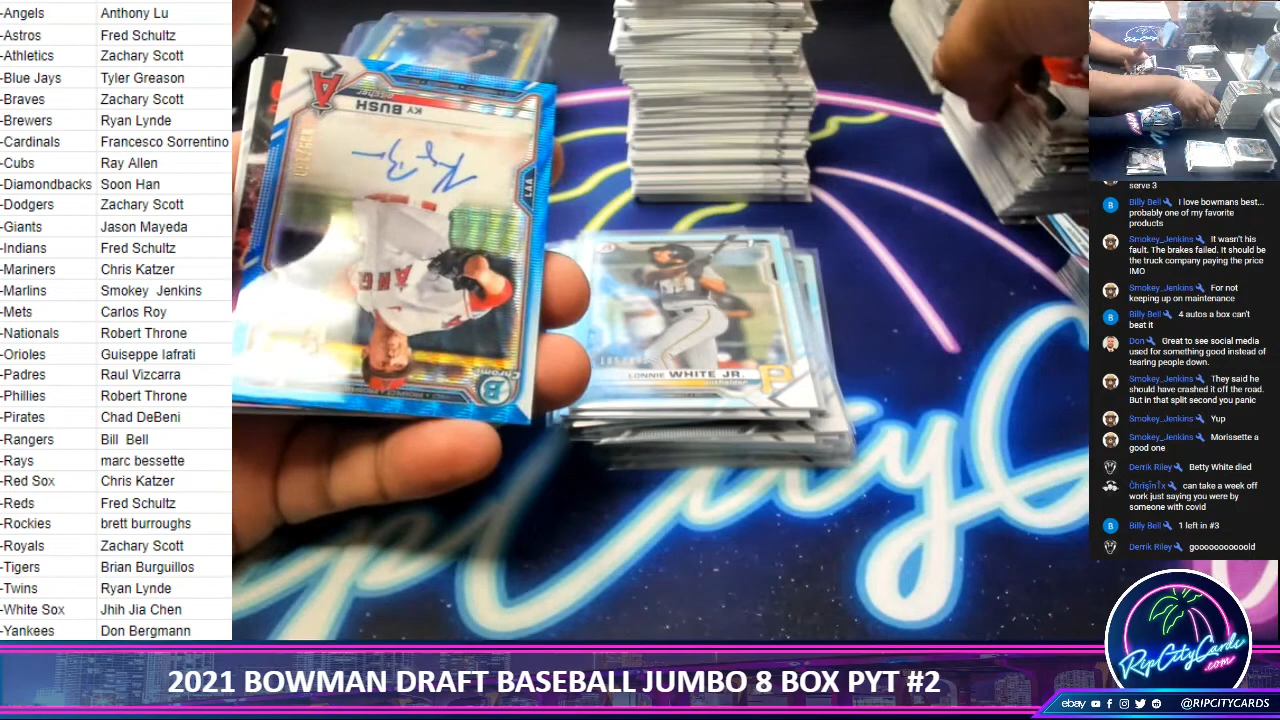 -Angels Anthony Lu
-Astros Fred Schultz
-Athletics Zachary Scott
-Blue Jays Tyler Greason
-Braves Zachary Scott
-Brewers Ryan Lynde
-Cardinals Francesco Sorrentino
-Cubs Ray Allen
-Diamondbacks Soon Han
-Dodgers Zachary Scott
-Giants Jason Mayeda
-Indians Fred Schultz
-Mariners Chris Katzer
-Marlins Smokey Jenkins
-Mets Carlos Roy
-Nationals Robert Throne
-Orioles Guiseppe Iafrati
-Padres Raul Vizcarra
-Phillies Robert Throne
-Pirates Chad DeBeni
-Rangers Bill Bell
-Rays marc bessette
-Red Sox Chris Katzer
-Reds Fred Schultz
-Rockies brett burroughs
-Royals Zachary Scott
-Tigers Brian Burguillos
-Twins Ryan Lynde
-White Sox Jhih Jia Chen
-Yankees Don Bergmann
KY BUSH
LAA
ANGE
Chrome
LONNIE WHITE JR.
outfielder
P
serve 3
Billy Bell I love bowmans best...
probably one of my favorite
products
Smokey_Jenkins It wasn't his
fault. The brakes failed. It should be
the truck company paying the price
IMO
Smokey_Jenkins For not
keeping up on maintenance
Billy Bell 4 autos a box can't
beat it
Don Great to see social media
used for something good instead of
tearing people down.
Smokey_Jenkins They said he
should have crashed it off the road.
But in that split second you panic
Smokey_Jenkins Yup
Smokey_Jenkins Morissette a
good one
Derrik Riley Betty White died
can take a week off
work just saying you were by
someone with covid
Billy Bell 1 left in #3
Derrik Riley gooooooooooold
RipCityCards
.com
2021 BOWMAN DRAFT BASEBALL JUMBO 8 BOX PYT #2
ebay @RIPCITYCARDS